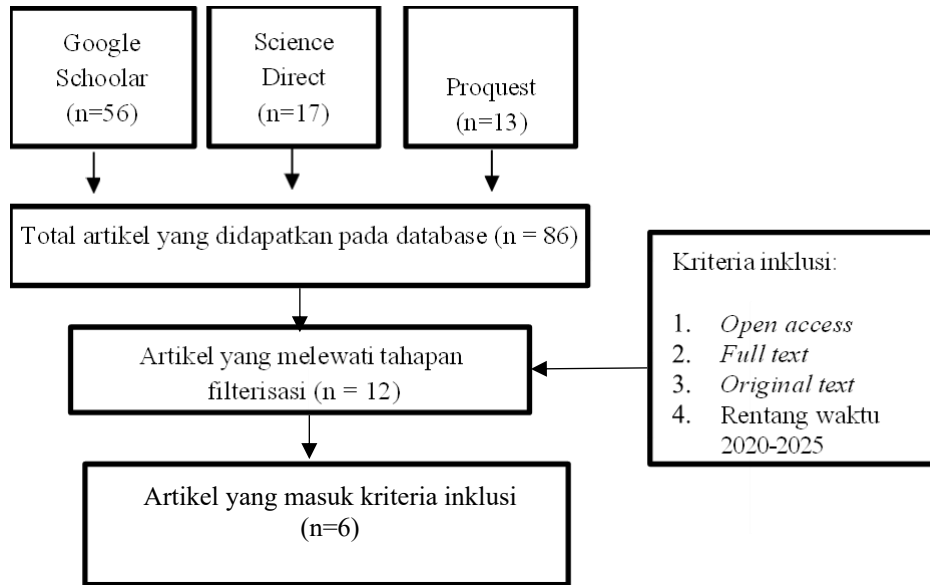 Google
Schoolar
(n=56)
Science
Direct
(n=17)
Proquest
(n=13)
Total artikel yang didapatkan pada database (n = 86)
Kriteria inklusi:
1. Open access
2. Full text
3. Original text
4. Rentang waktu
2020-2025
Artikel yang melewati tahapan
filterisasi (n = 12)
Artikel yang masuk kriteria inklusi
(n=6)